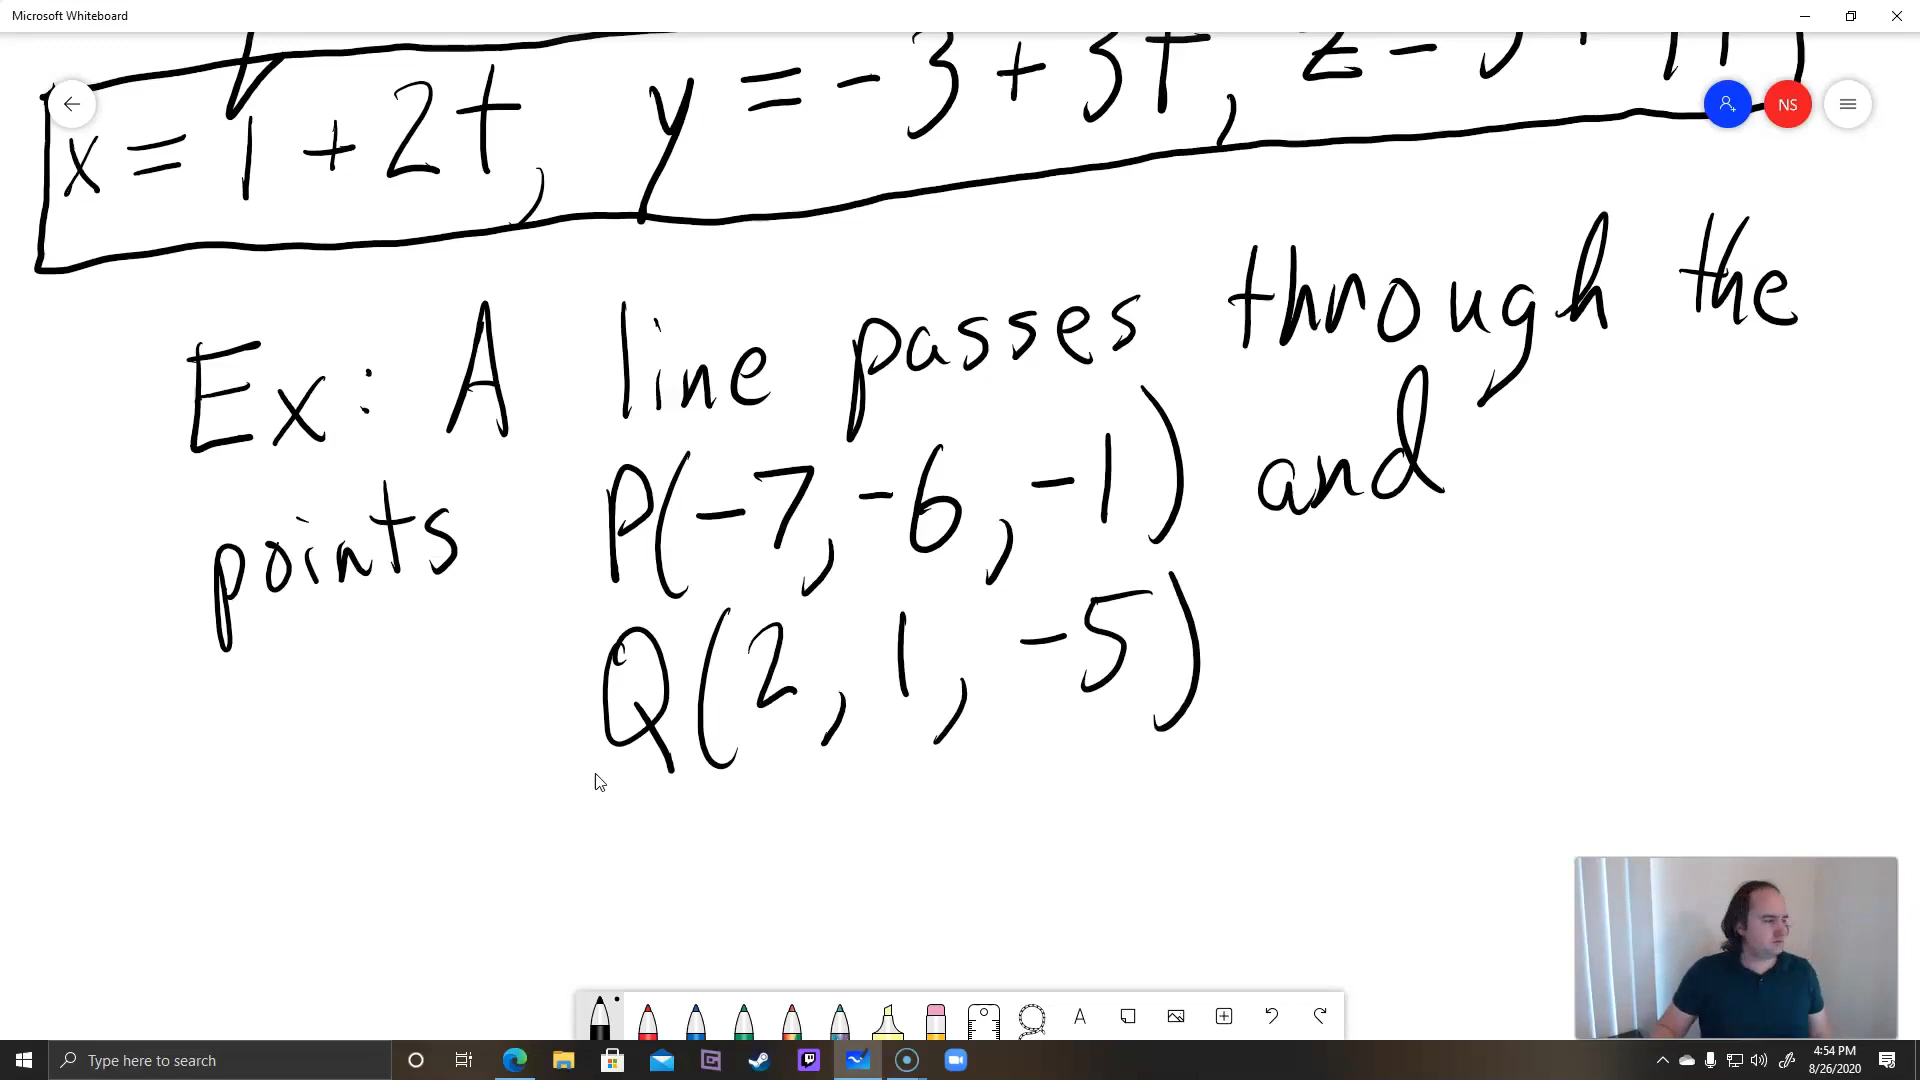 Microsoft Whiteboard
x = 1 + 2t, y = -3 + 3t,
NS
Ex: A line passes through the
points P(-7, -6, -1) and
Q(2, 1, -5)
A
Type here to search
4:54 PM
8/26/2020